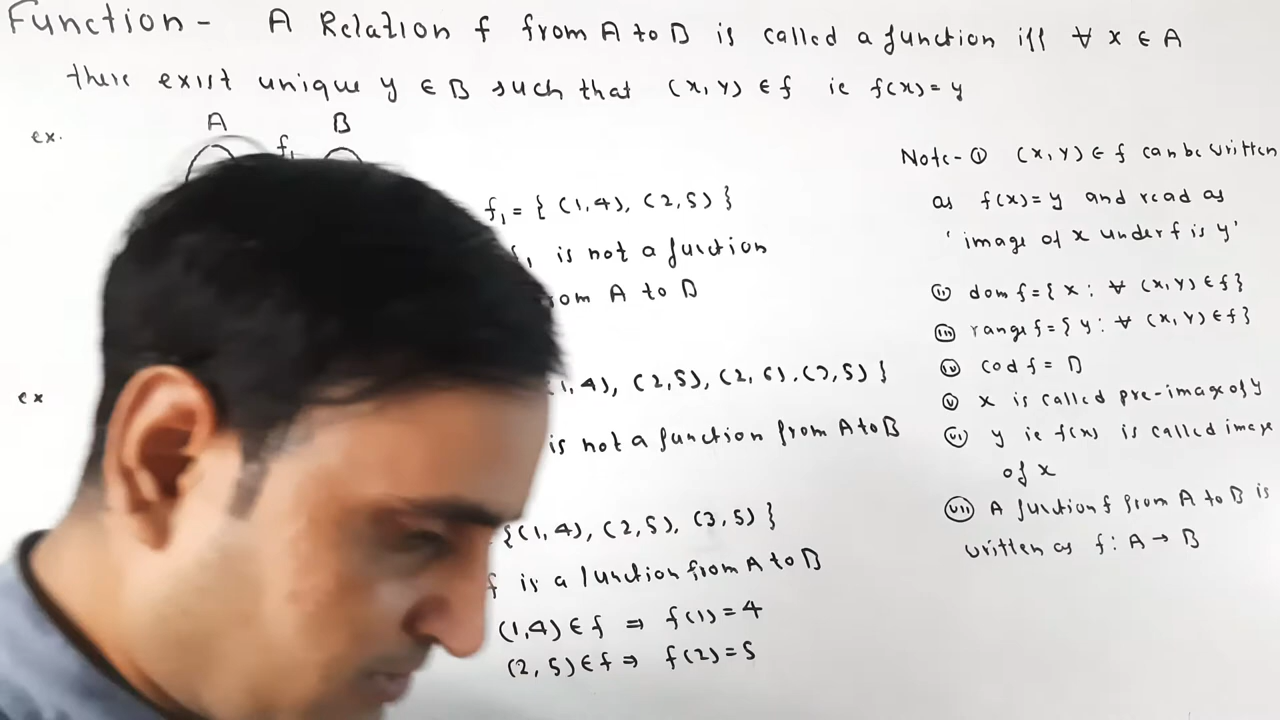 Function - A Relation f from A to B is called a function iff ∀ x ∈ A
there exist unique y ∈ B such that (x, y) ∈ f ie f(x) = y
ex.
A B
f₁
f₁ = { (1,4), (2,5) }
is not a function
from A to B
ex
1,4), (2,5), (2,6), (3,5) }
is not a function from A to B
{(1,4), (2,5), (3,5) }
f is a function from A to B
(1,4) ∈ f ⇒ f(1) = 4
(2,5) ∈ f ⇒ f(2) = 5
Note - ① (x, y) ∈ f can be written
as f(x) = y and read as
'image of x under f is y'
(ii) dom f = { x : ∀ (x, y) ∈ f }
(iii) range f = { y : ∀ (x, y) ∈ f }
(iv) cod f = B
(v) x is called pre-image of y
(vi) y ie f(x) is called image
of x
(vii) A function f from A to B is
written as f : A → B